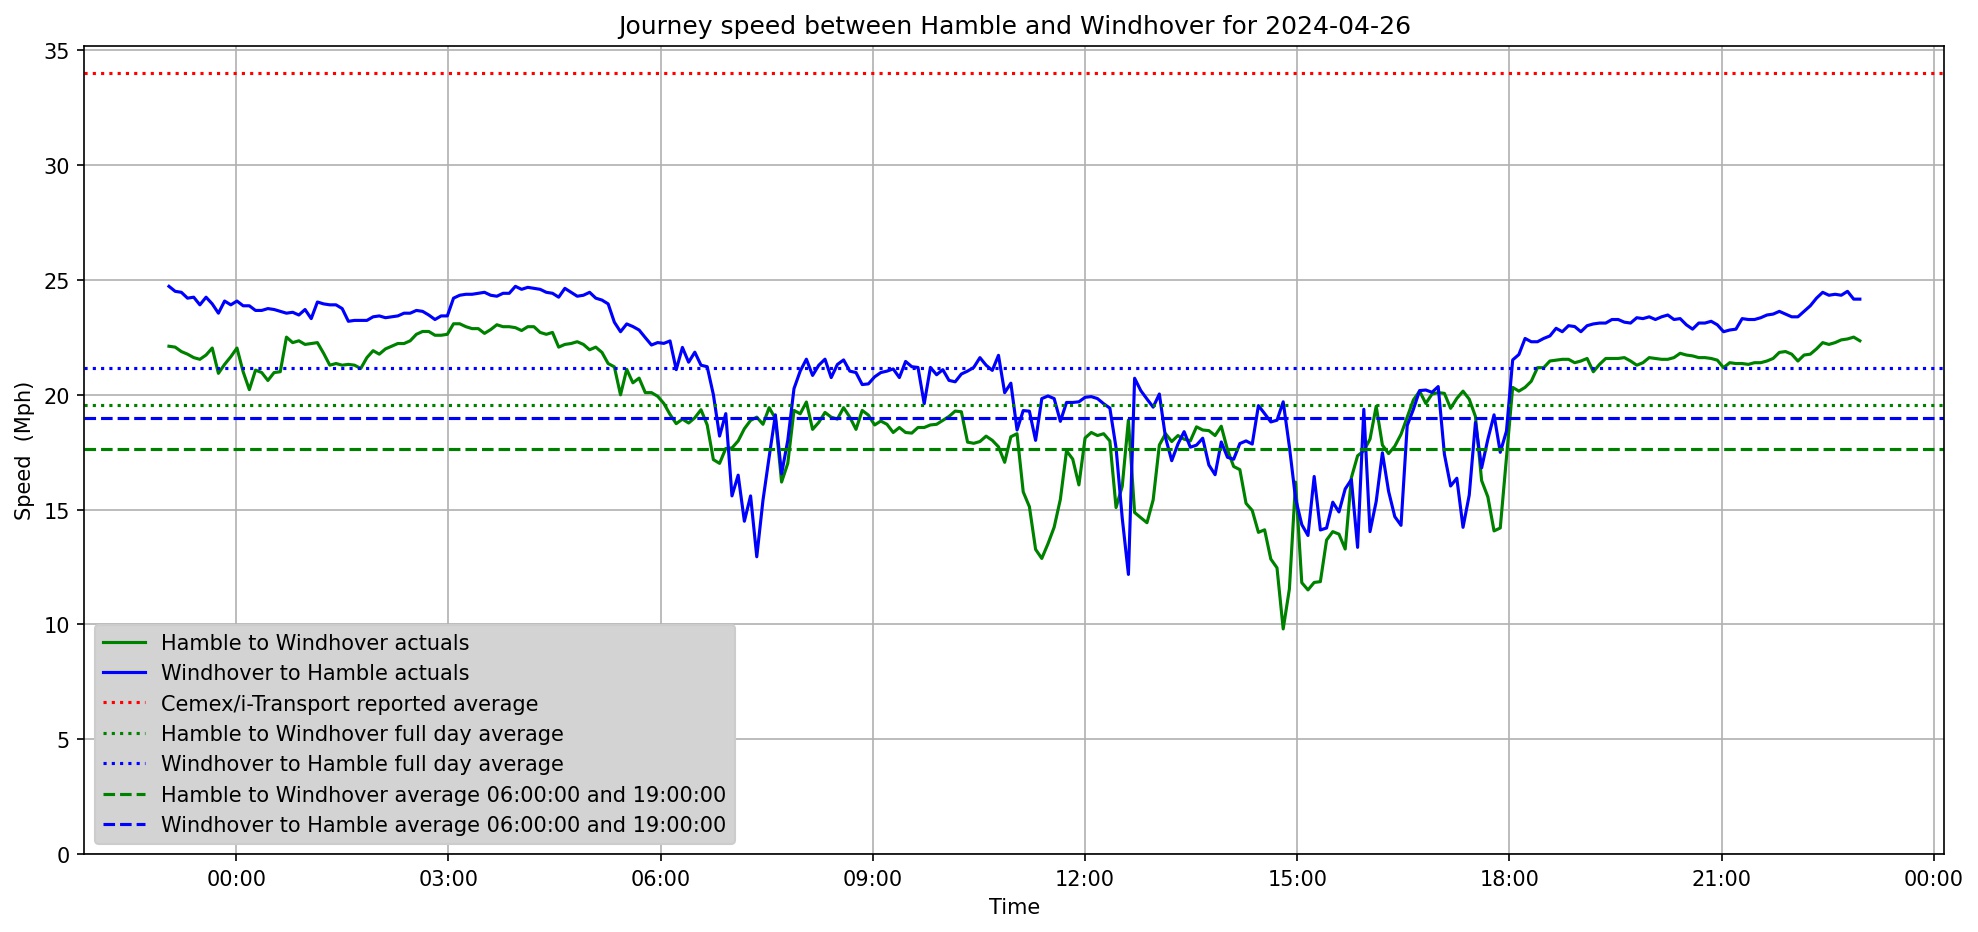 Journey speed between Hamble and Windhover for 2024-04-26
35
30
25
20
15
10
5
0
Speed (Mph)
Hamble to Windhover actuals
Windhover to Hamble actuals
Cemex/i-Transport reported average
Hamble to Windhover full day average
Windhover to Hamble full day average
Hamble to Windhover average 06:00:00 and 19:00:00
Windhover to Hamble average 06:00:00 and 19:00:00
00:00 03:00 06:00 09:00 12:00 15:00 18:00 21:00 00:00
Time